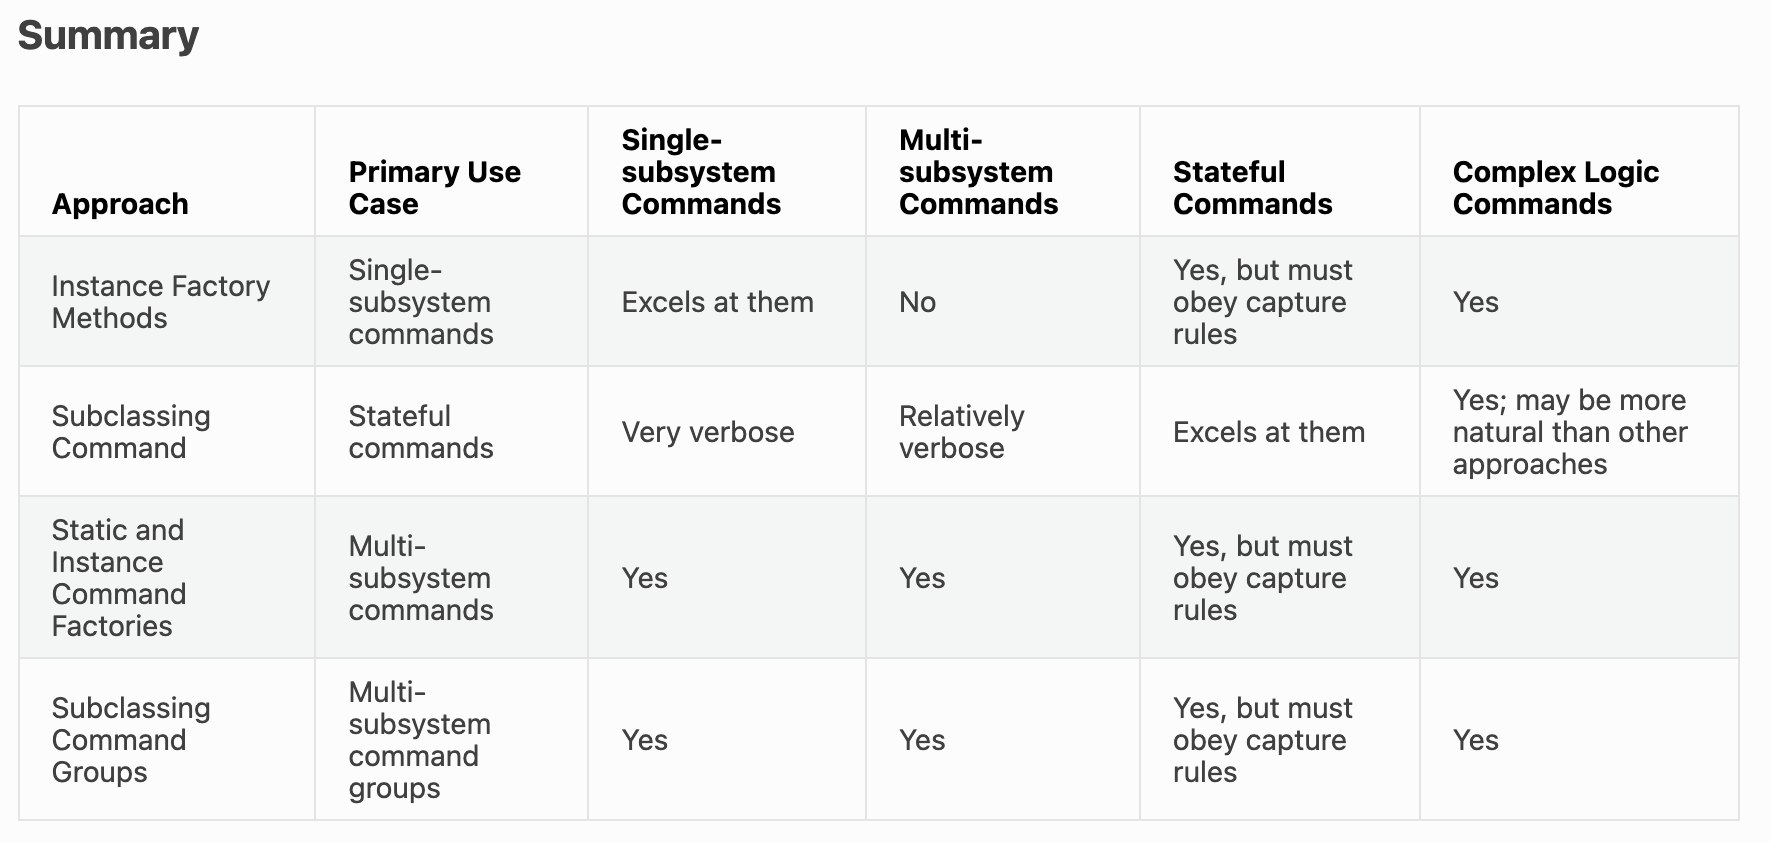 Summary
Approach
Primary Use
Case
Single-
subsystem
Commands
Multi-
subsystem
Commands
Stateful
Commands
Complex Logic
Commands
Instance Factory
Methods
Single-
subsystem
commands
Excels at them
No
Yes, but must
obey capture
rules
Yes
Subclassing
Command
Stateful
commands
Very verbose
Relatively
verbose
Excels at them
Yes; may be more
natural than other
approaches
Static and
Instance
Command
Factories
Multi-
subsystem
commands
Yes
Yes
Yes, but must
obey capture
rules
Yes
Subclassing
Command
Groups
Multi-
subsystem
command
groups
Yes
Yes
Yes, but must
obey capture
rules
Yes